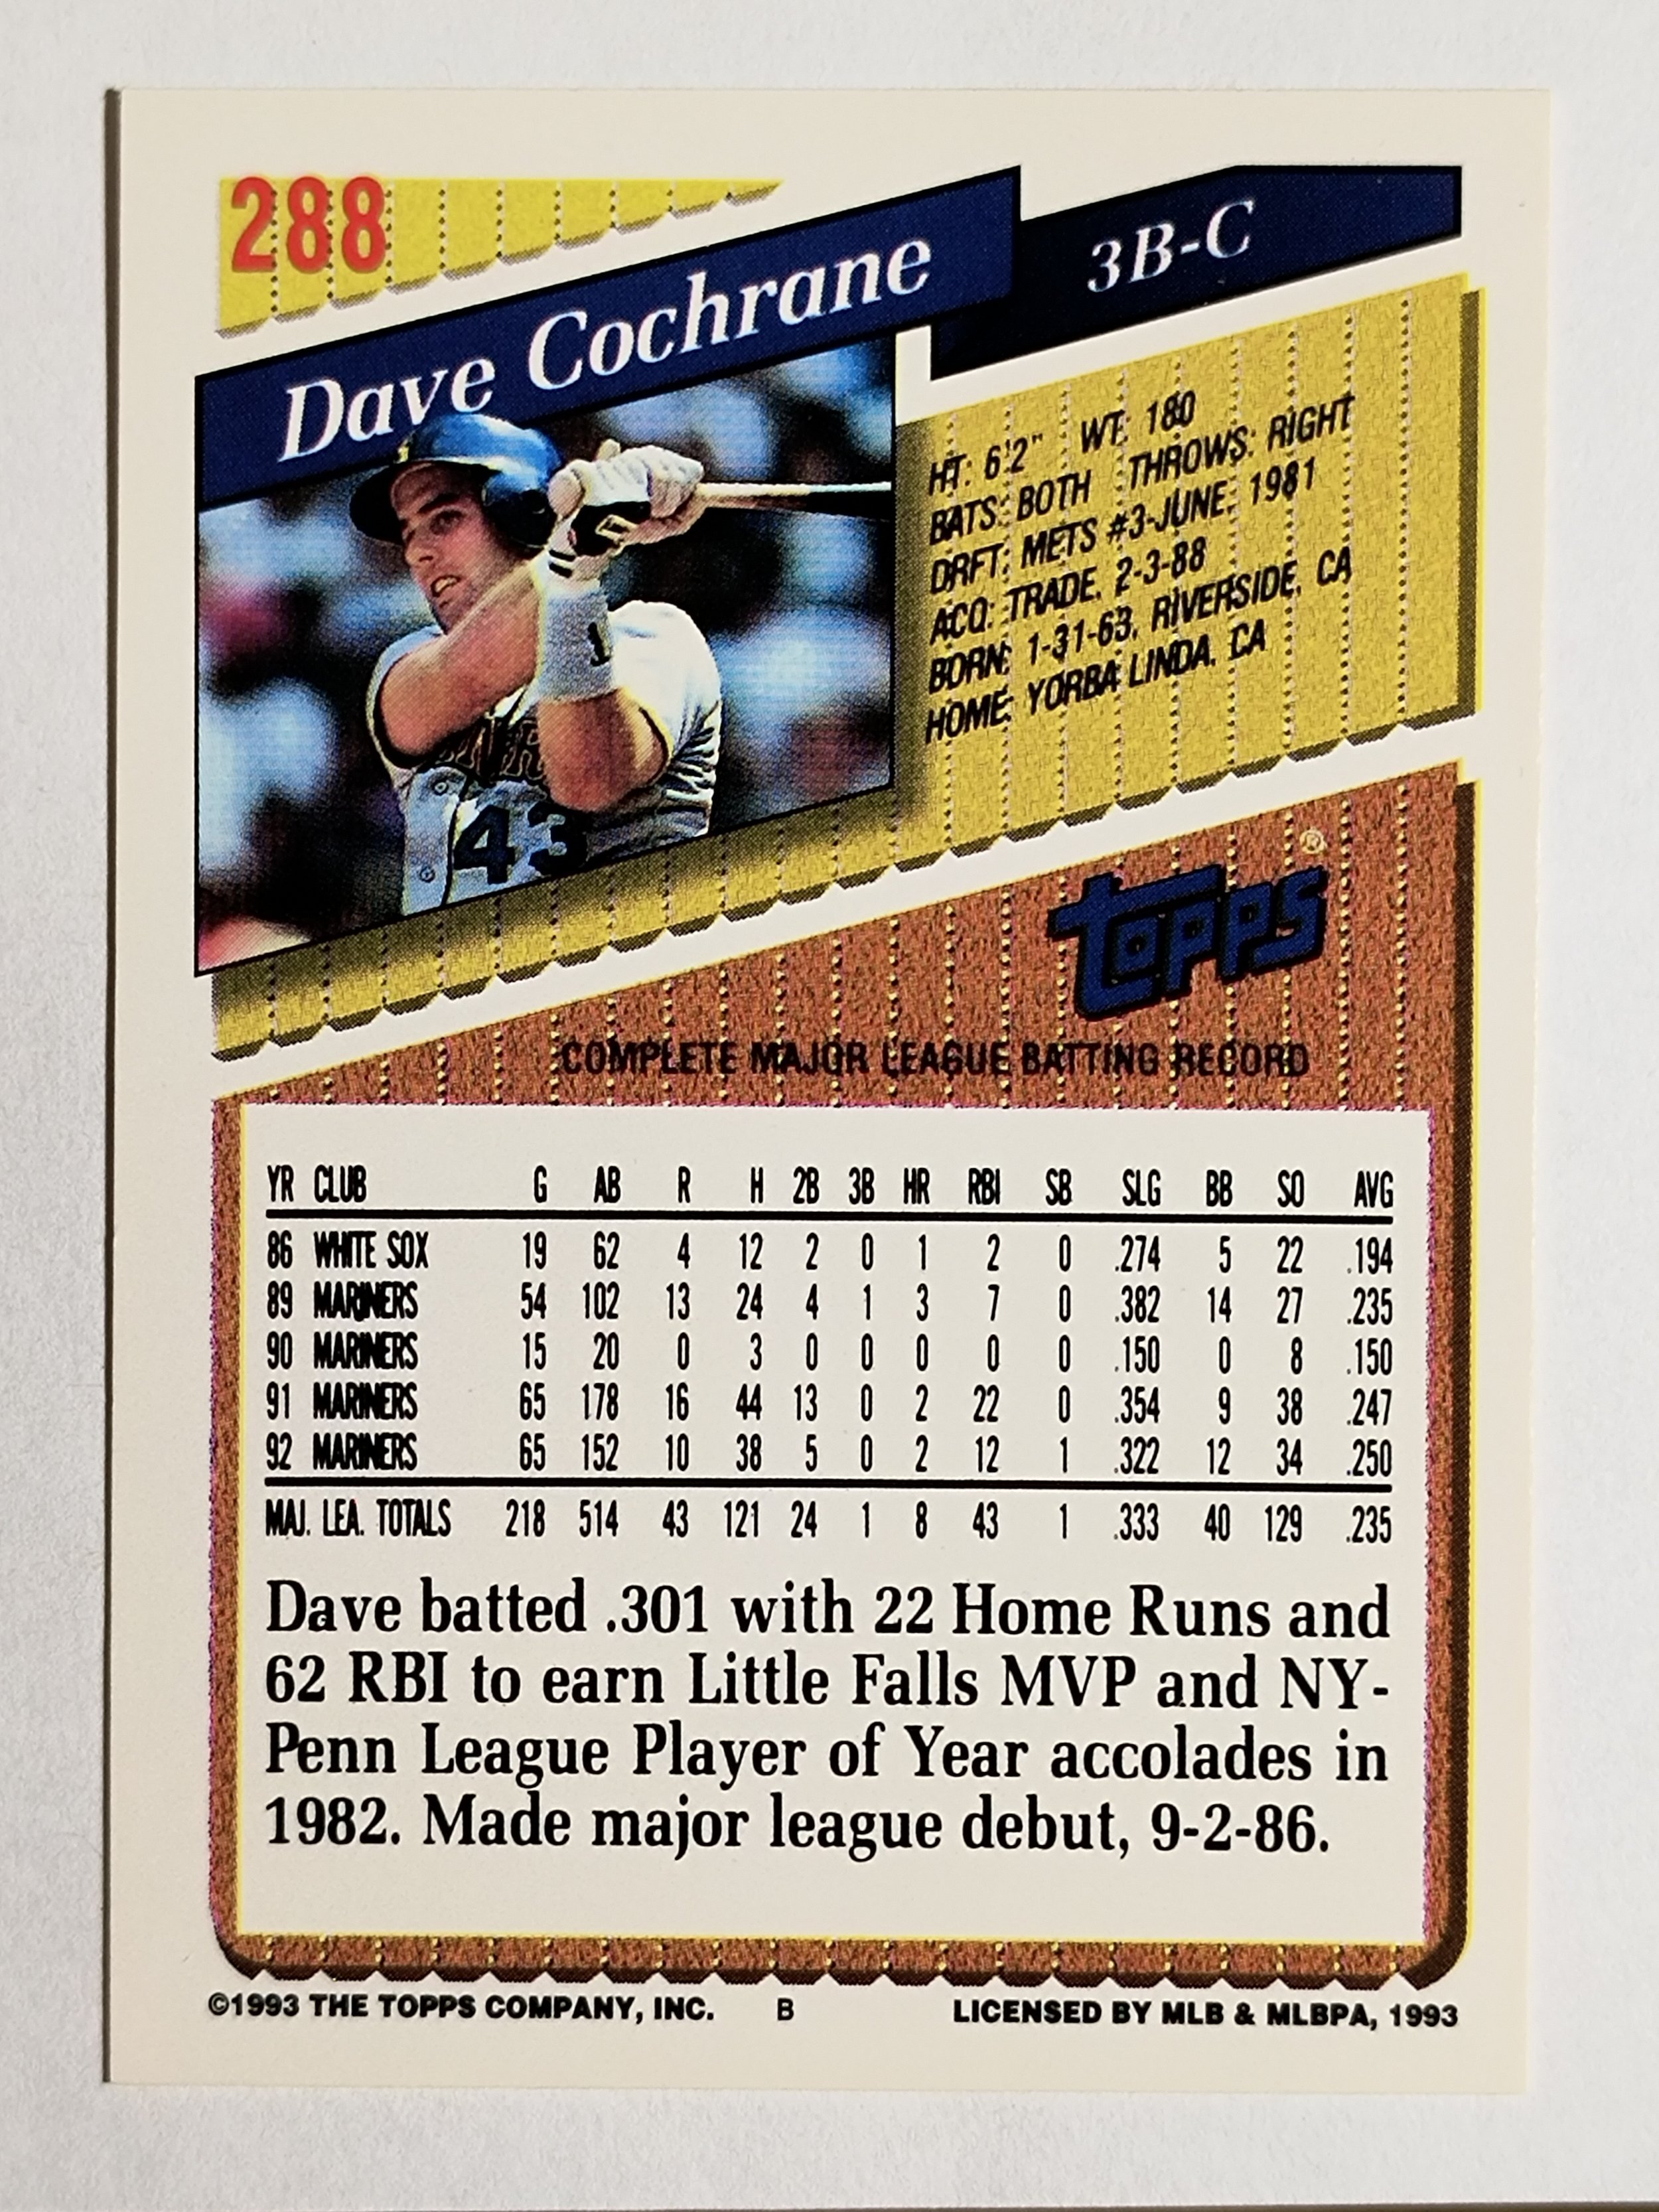 288
Dave Cochrane
3B-C
HT: 6'2" WT: 180
BATS: BOTH THROWS: RIGHT
DRFT: METS #3-JUNE, 1981
ACQ: TRADE, 2-3-88
BORN: 1-31-63, RIVERSIDE, CA
HOME: YORBA LINDA, CA
1
43
topps®
COMPLETE MAJOR LEAGUE BATTING RECORD
YR CLUB G AB R H 2B 3B HR RBI SB SLG BB SO AVG
86 WHITE SOX 19 62 4 12 2 0 1 2 0 .274 5 22 .194
89 MARINERS 54 102 13 24 4 1 3 7 0 .382 14 27 .235
90 MARINERS 15 20 0 3 0 0 0 0 0 .150 0 8 .150
91 MARINERS 65 178 16 44 13 0 2 22 0 .354 9 38 .247
92 MARINERS 65 152 10 38 5 0 2 12 1 .322 12 34 .250
MAJ. LEA. TOTALS 218 514 43 121 24 1 8 43 1 .333 40 129 .235
Dave batted .301 with 22 Home Runs and
62 RBI to earn Little Falls MVP and NY-
Penn League Player of Year accolades in
1982. Made major league debut, 9-2-86.
©1993 THE TOPPS COMPANY, INC. B LICENSED BY MLB & MLBPA, 1993